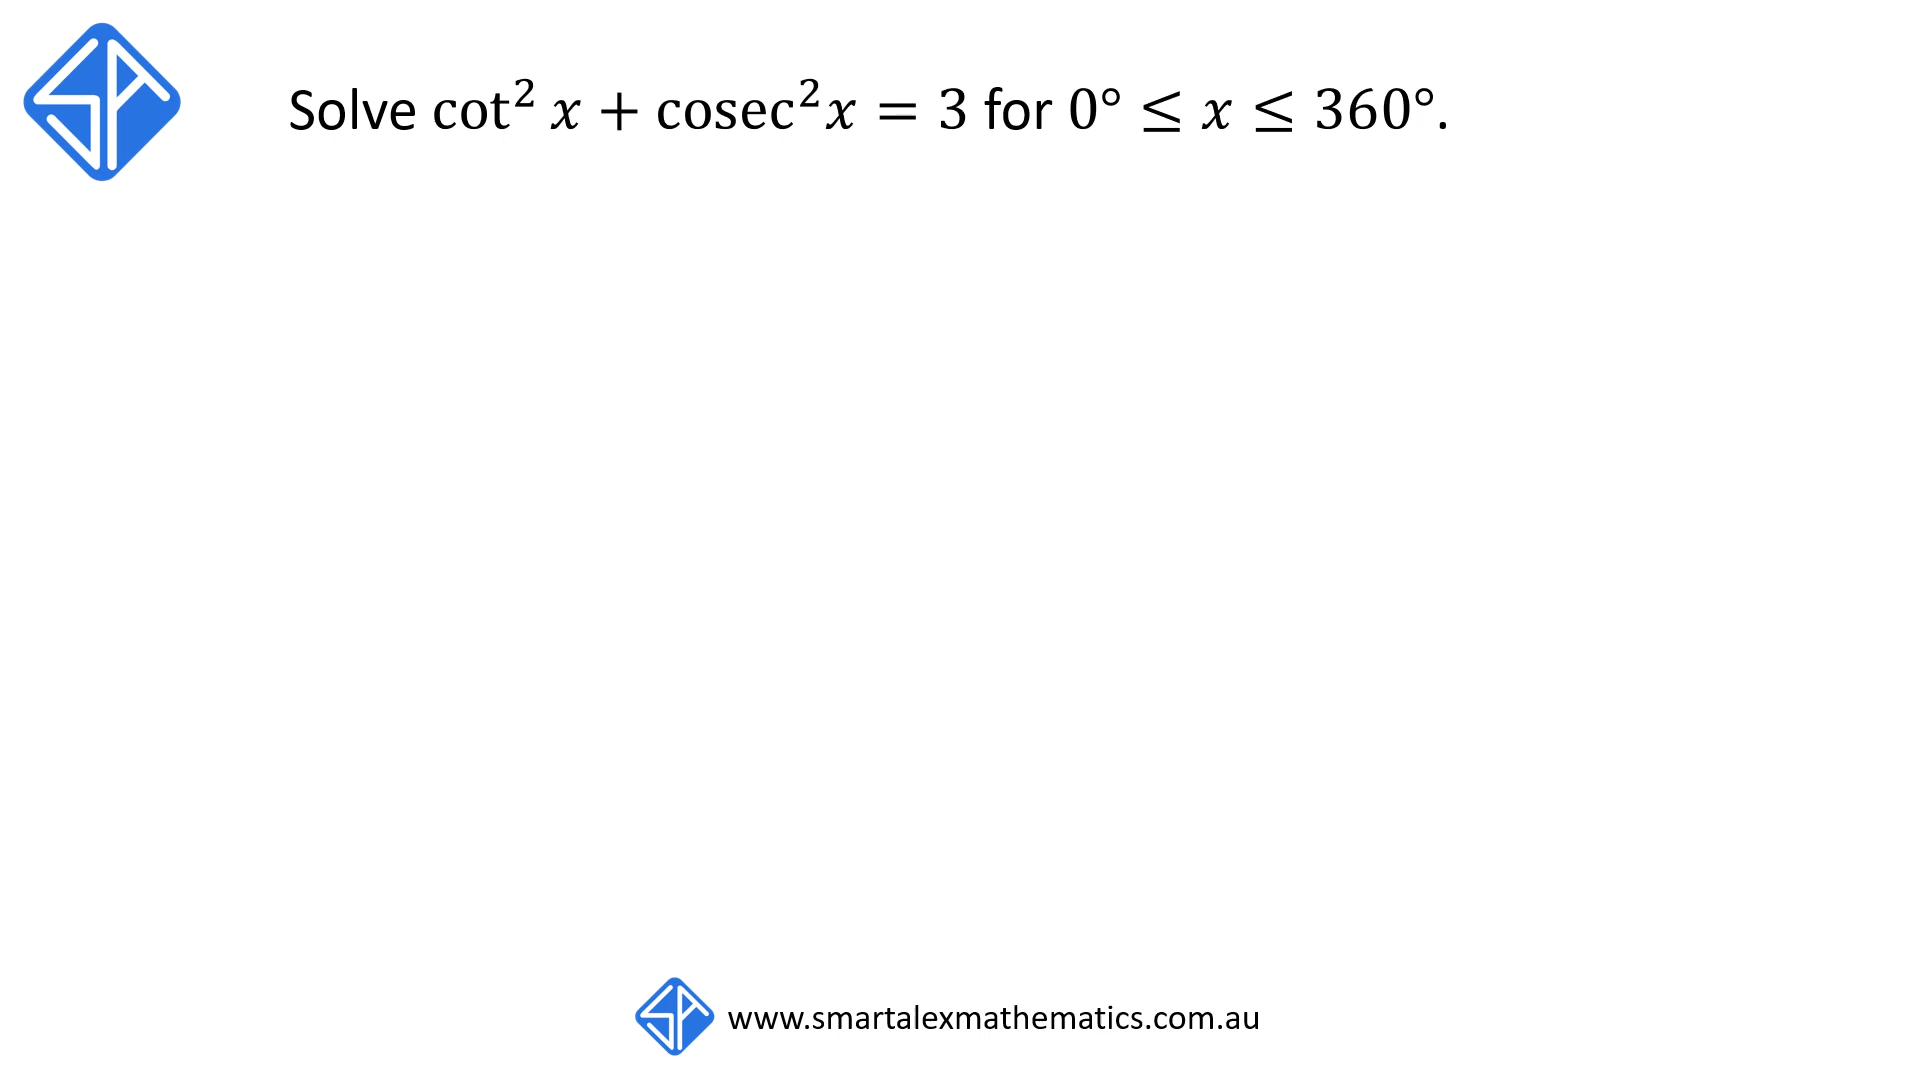 Solve cot² x + cosec²x = 3 for 0° ≤ x ≤ 360°.
www.smartalexmathematics.com.au